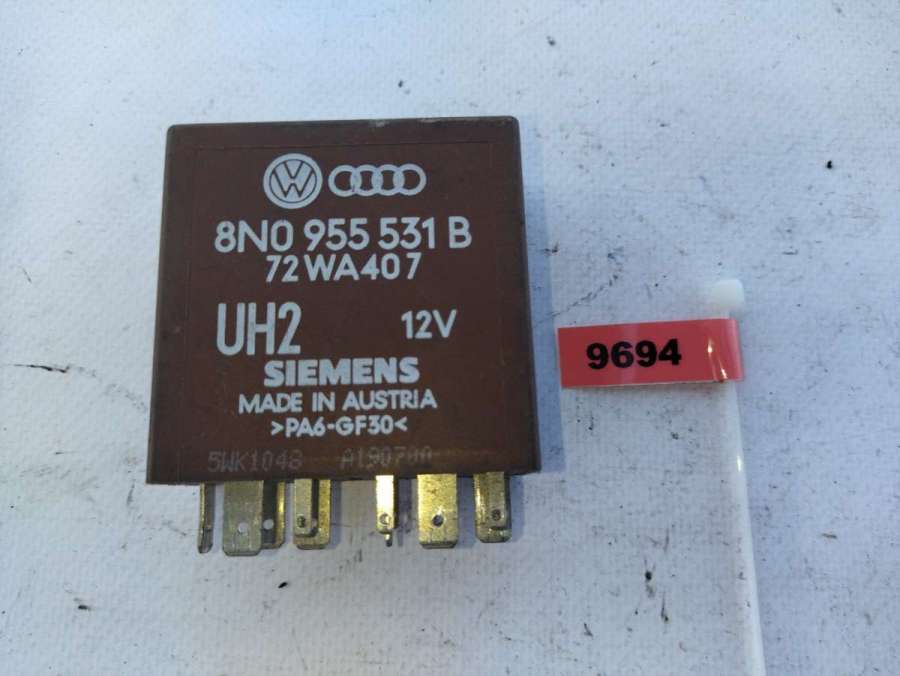 8N0 955 531 B
72WA407
UH2 12V
SIEMENS
MADE IN AUSTRIA
>PA6-GF30<
5WK1048
9694